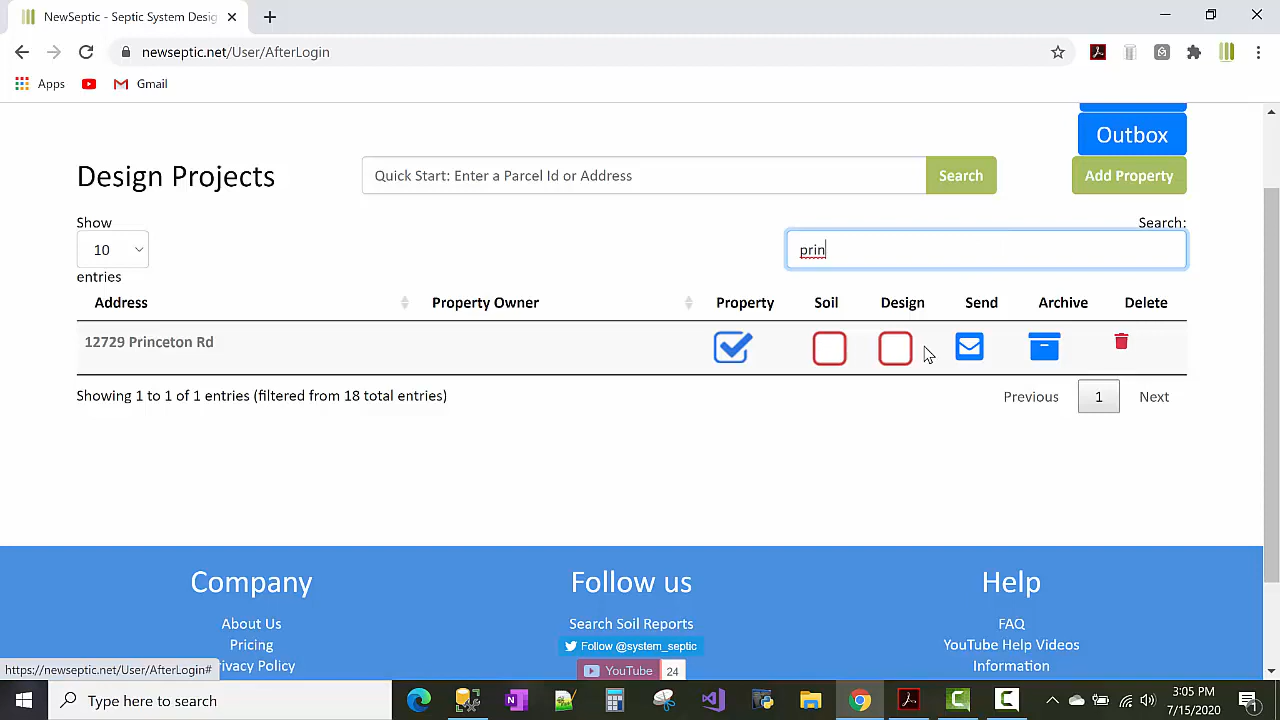 NewSeptic - Septic System Desig
newseptic.net/User/AfterLogin
Apps
Gmail
Outbox
Design Projects
Quick Start: Enter a Parcel Id or Address
Search
Add Property
Show
10
entries
Search:
prin
Address
Property Owner
Property
Soil
Design
Send
Archive
Delete
12729 Princeton Rd
Showing 1 to 1 of 1 entries (filtered from 18 total entries)
Previous
1
Next
Company
Follow us
Help
About Us
Search Soil Reports
FAQ
Pricing
Follow @system_septic
YouTube Help Videos
rivacy Policy
YouTube
24
Information
https://newseptic.net/User/AfterLogin#
Type here to search
3:05 PM
7/15/2020
1